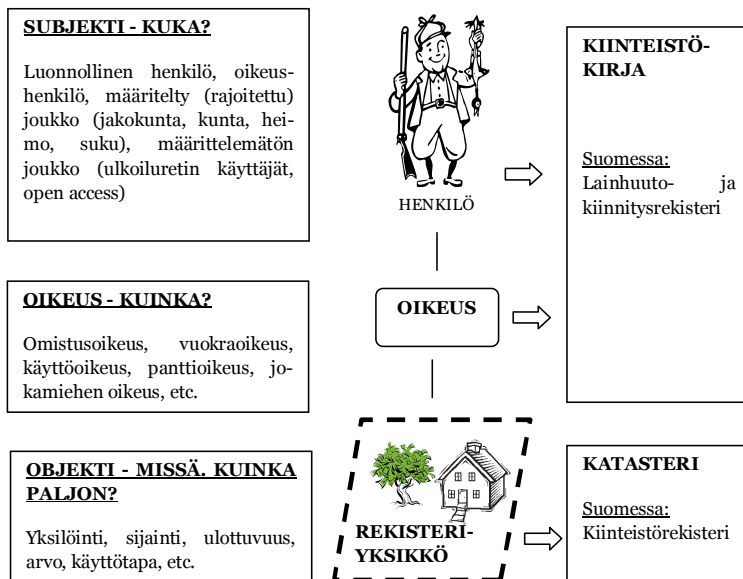 SUBJEKTI - KUKA?
Luonnollinen henkilö, oikeus-
henkilö, määritelty (rajoitettu)
joukko (jakokunta, kunta, hei-
mo, suku), määrittelemätön
joukko (ulkoiluretin käyttäjät,
open access)
HENKILÖ
KIINTEISTÖ-
KIRJA
Suomessa:
Lainhuuto- ja
kiinnitysrekisteri
OIKEUS - KUINKA?
Omistusoikeus, vuokraoikeus,
käyttöoikeus, panttioikeus, jo-
kamiehen oikeus, etc.
OIKEUS
OBJEKTI - MISSÄ. KUINKA
PALJON?
Yksilöinti, sijainti, ulottuvuus,
arvo, käyttötapa, etc.
REKISTERI-
YKSIKKÖ
KATASTERI
Suomessa:
Kiinteistörekisteri